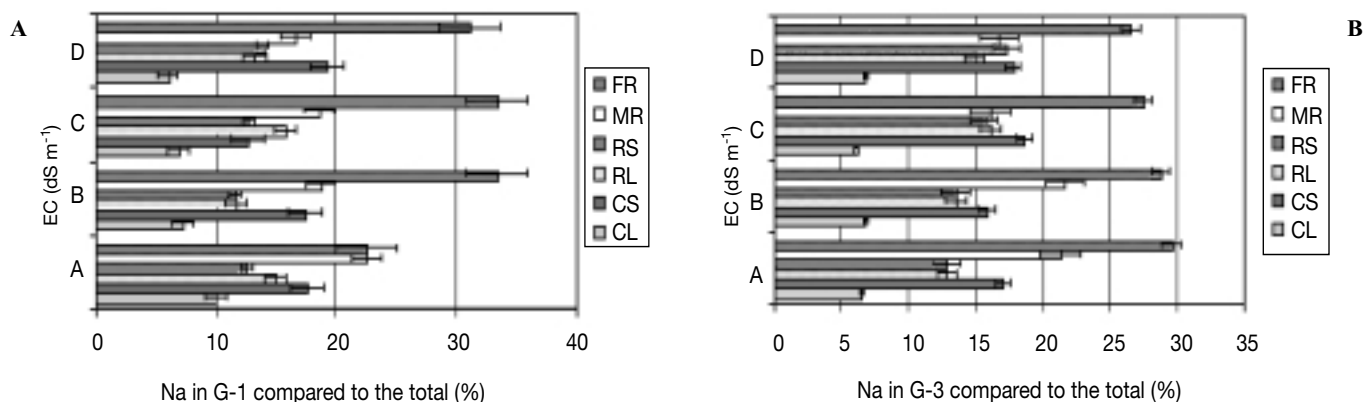 A
EC (dS m⁻¹)
D
C
B
A
0 10 20 30 40
Na in G-1 compared to the total (%)
FR
MR
RS
RL
CS
CL
B
EC (dS m⁻¹)
D
C
B
A
0 5 10 15 20 25 30 35
Na in G-3 compared to the total (%)
FR
MR
RS
RL
CS
CL